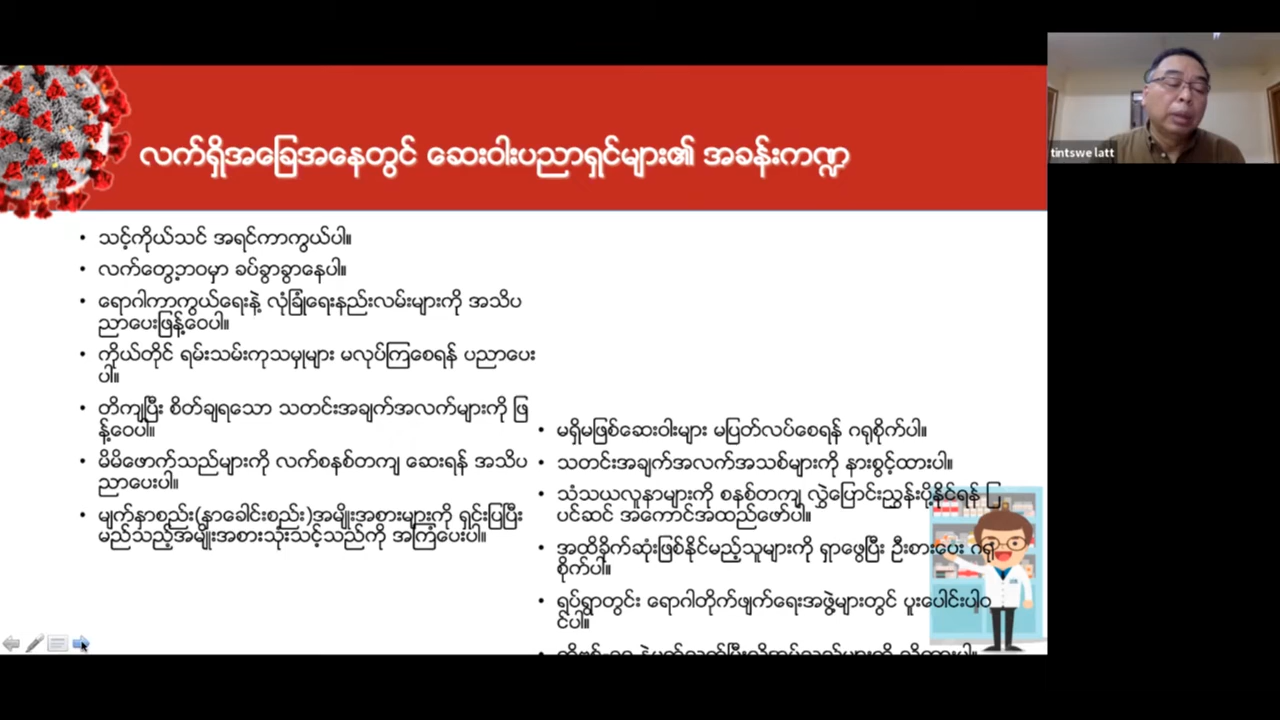 လက်ရှိအခြေအနေတွင် ဆေးဝါးပညာရှင်များ၏ အခန်းကဏ္ဍ
• သင့်ကိုယ်သင် အရင်ကာကွယ်ပါ။
• လက်တွေ့ဘဝမှာ ခပ်ခွာခွာနေပါ။
• ရောဂါကာကွယ်ရေးနဲ့ လုံခြုံရေးနည်းလမ်းများကို အသိပ
ညာပေးဖြန့်ဝေပါ။
• ကိုယ်တိုင် ရမ်းသမ်းကုသမှုများ မလုပ်ကြစေရန် ပညာပေး
ပါ။
• တိကျပြီး စိတ်ချရသော သတင်းအချက်အလက်များကို ဖြ
န့်ဝေပါ။
• မိမိဖောက်သည်များကို လက်စနစ်တကျ ဆေးရန် အသိပ
ညာပေးပါ။
• မျက်နှာစည်း(နှာခေါင်းစည်း)အမျိုးအစားများကို ရှင်းပြပြီး
မည်သည့်အမျိုးအစားသုံးသင့်သည်ကို အကြံပေးပါ။
• မရှိမဖြစ်ဆေးဝါးများ မပြတ်လပ်စေရန် ဂရုစိုက်ပါ။
• သတင်းအချက်အလက်အသစ်များကို နားစွင့်ထားပါ။
• သံသယလူနာများကို စနစ်တကျ လွှဲပြောင်းညွှန်းပို့နိုင်ရန် ပြ
ပင်ဆင် အကောင်အထည်ဖော်ပါ။
• အထိခိုက်ဆုံးဖြစ်နိုင်မည့်သူများကို ရှာဖွေပြီး ဦးစားပေး ဂရု
စိုက်ပါ။
• ရပ်ရွာတွင်း ရောဂါတိုက်ဖျက်ရေးအဖွဲ့များတွင် ပူးပေါင်းပါဝ
င်ပါ။
tintswe latt